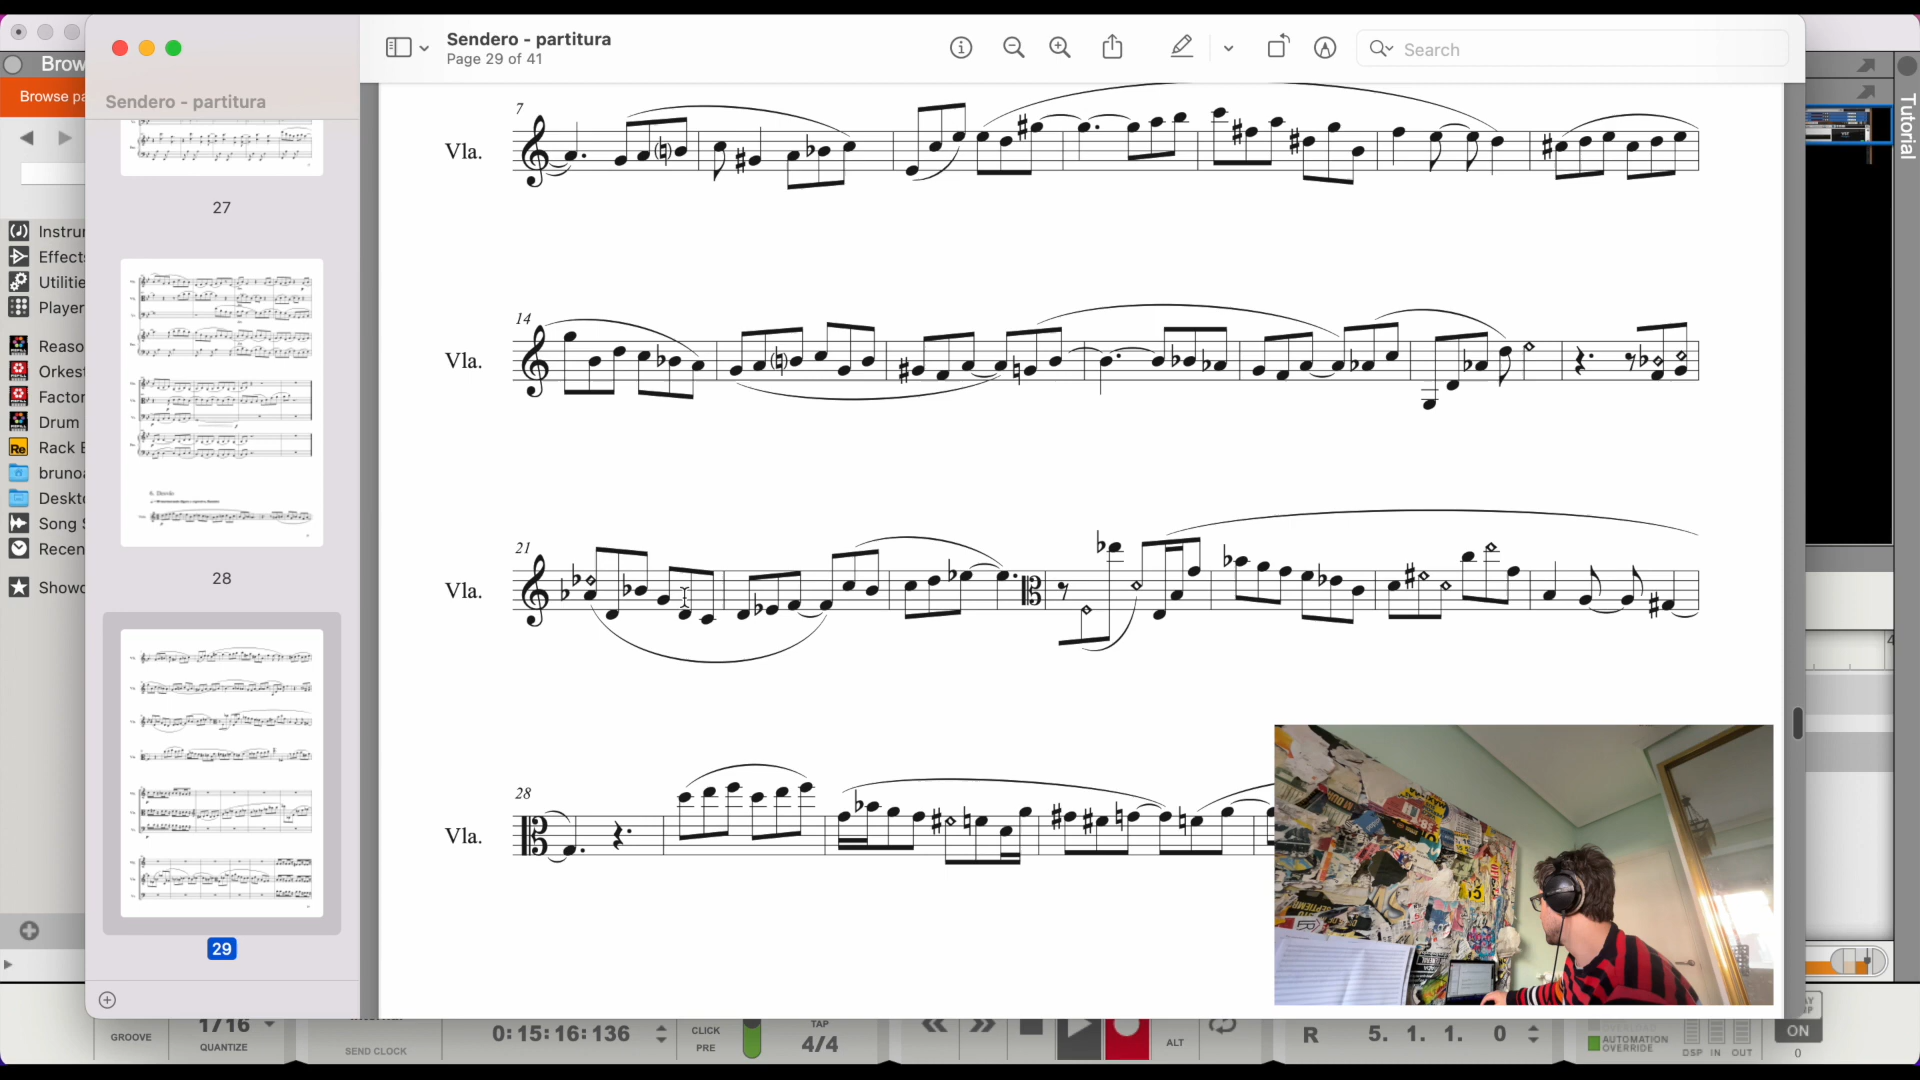 Brow
Browse pa
Instru
Effect
Utilitie
Player
Reaso
Orkest
Factor
Drum
Rack E
bruno
Deskto
Song S
Recen
Showc
Sendero - partitura
27
28
29
Sendero - partitura
Page 29 of 41
Search
Tutorial
7
Vla.
14
Vla.
21
Vla.
28
Vla.
4
GROOVE
1/16
QUANTIZE
SEND CLOCK
0:15:16:136
CLICK
PRE
TAP
4/4
ALT
R 5. 1. 1. 0
AUTOMATION
OVERRIDE
DSP IN OUT
ON
0